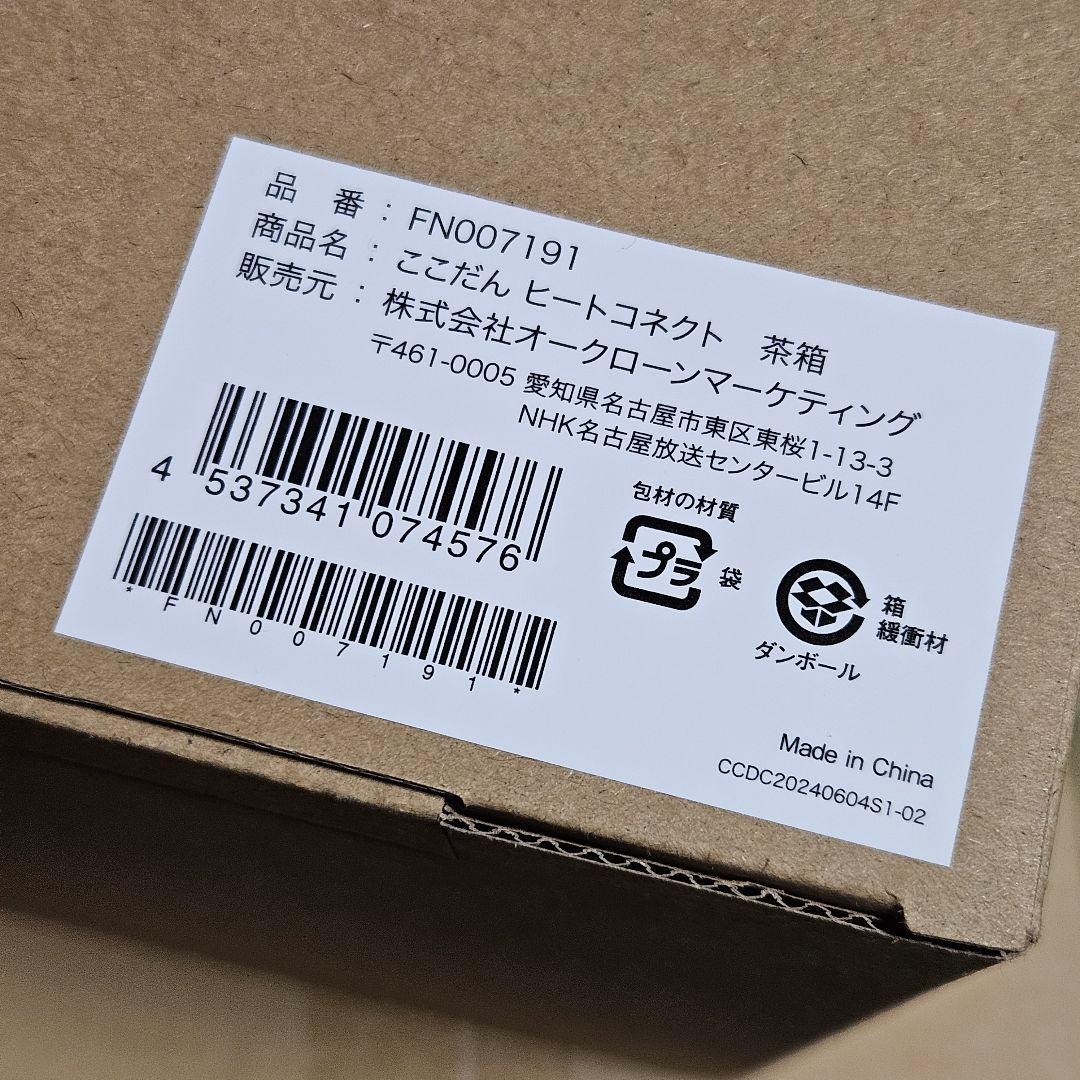 品 番 : FN007191
商品名 : ここだん ヒートコネクト 茶箱
販売元 : 株式会社オークローンマーケティング
〒461-0005 愛知県名古屋市東区東桜1-13-3
NHK名古屋放送センタービル14F
4 537341 074576
*FN007191*
包材の材質
プラ 袋
箱
緩衝材
ダンボール
Made in China
CCDC20240604S1-02